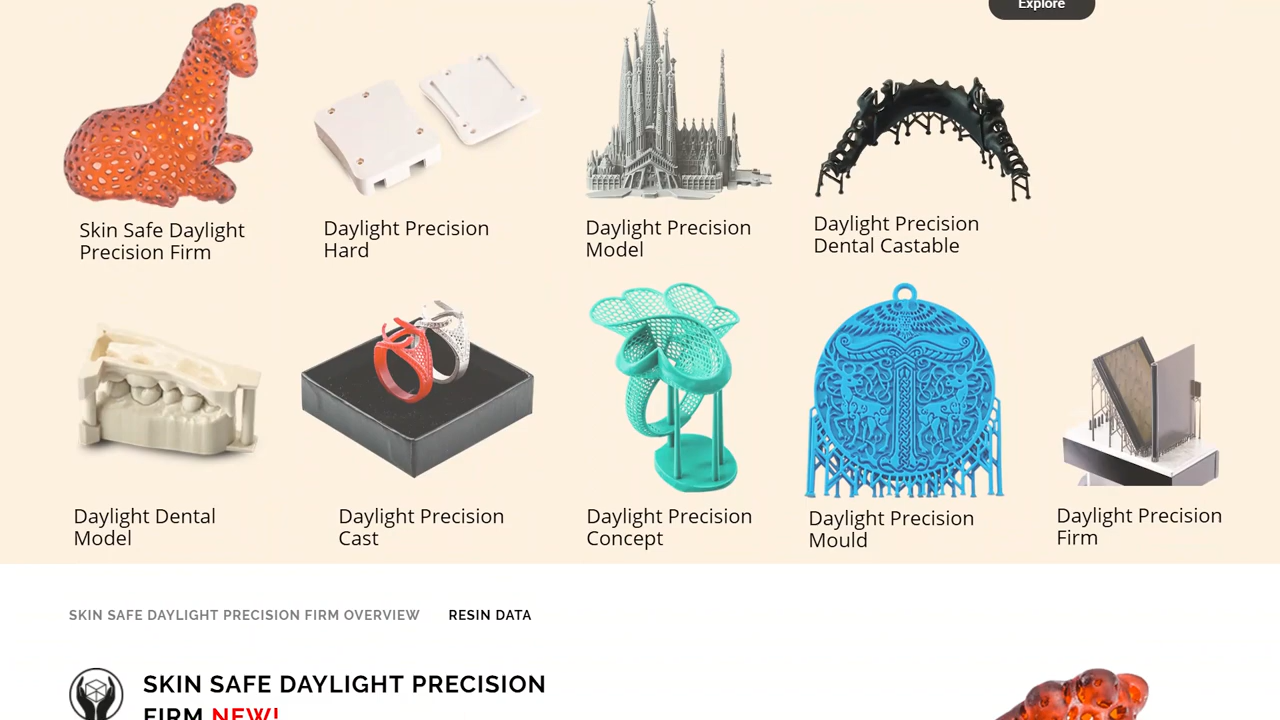 Explore
Skin Safe Daylight
Precision Firm
Daylight Precision
Hard
Daylight Precision
Model
Daylight Precision
Dental Castable
Daylight Dental
Model
Daylight Precision
Cast
Daylight Precision
Concept
Daylight Precision
Mould
Daylight Precision
Firm
SKIN SAFE DAYLIGHT PRECISION FIRM OVERVIEW
RESIN DATA
SKIN SAFE DAYLIGHT PRECISION
FIRM NEW!